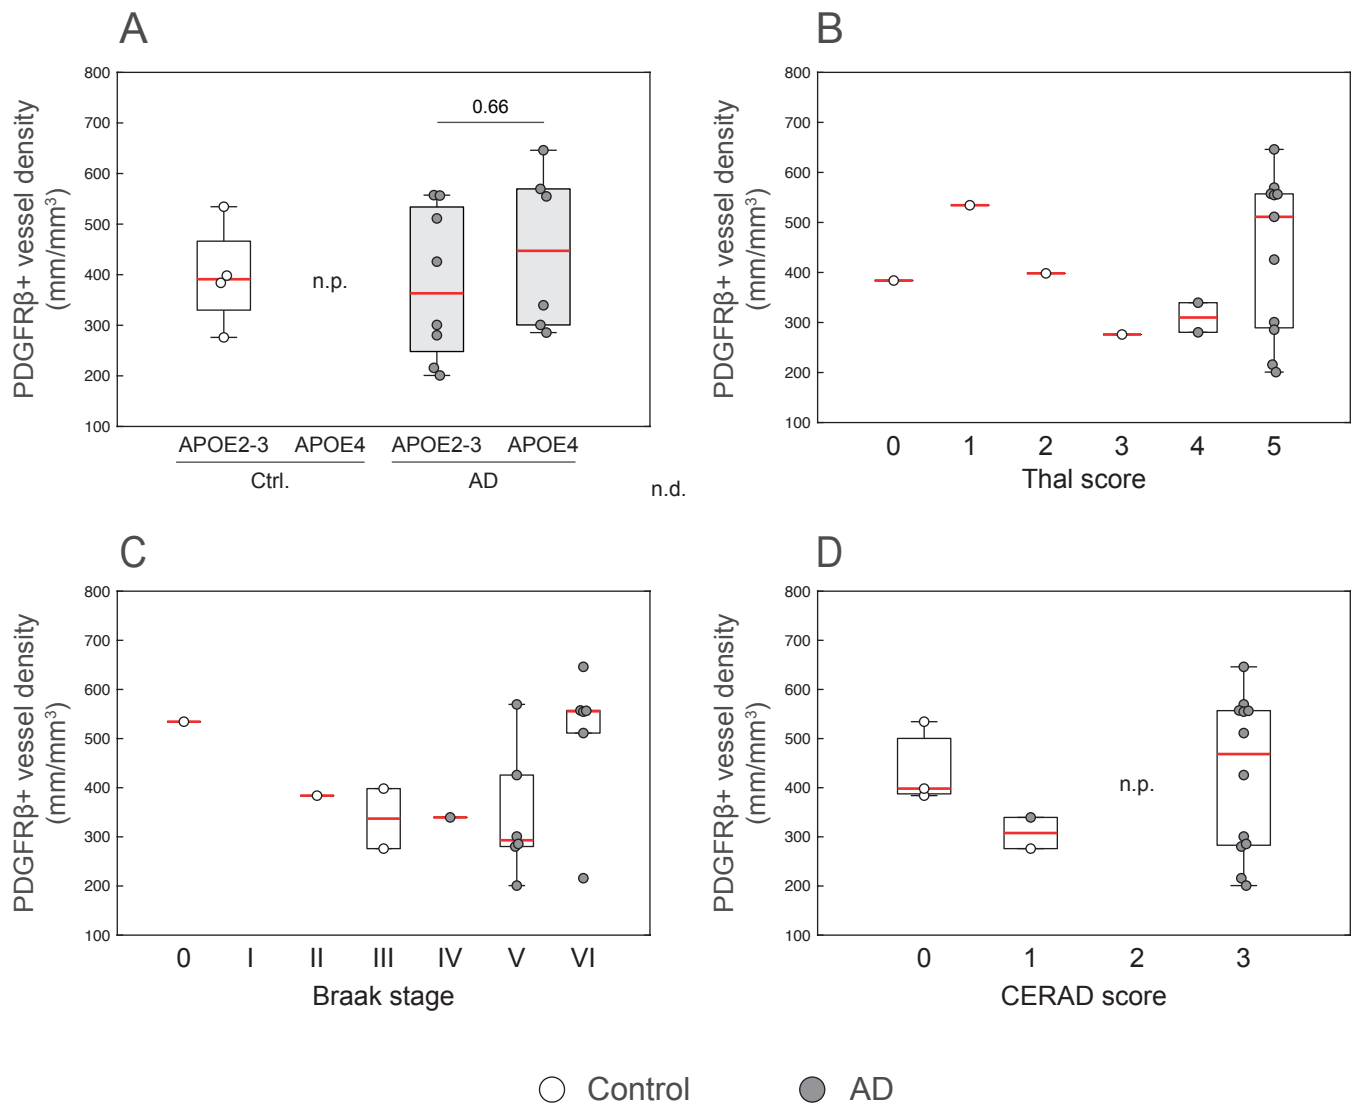 A
PDGFRβ+ vessel density
(mm/mm³)
800
700
600
500
400
300
200
100
0.66
n.p.
APOE2-3 APOE4 APOE2-3 APOE4
Ctrl. AD
n.d.
B
PDGFRβ+ vessel density
(mm/mm³)
800
700
600
500
400
300
200
100
0 1 2 3 4 5
Thal score
C
PDGFRβ+ vessel density
(mm/mm³)
800
700
600
500
400
300
200
100
0 I II III IV V VI
Braak stage
D
PDGFRβ+ vessel density
(mm/mm³)
800
700
600
500
400
300
200
100
n.p.
0 1 2 3
CERAD score
Control AD